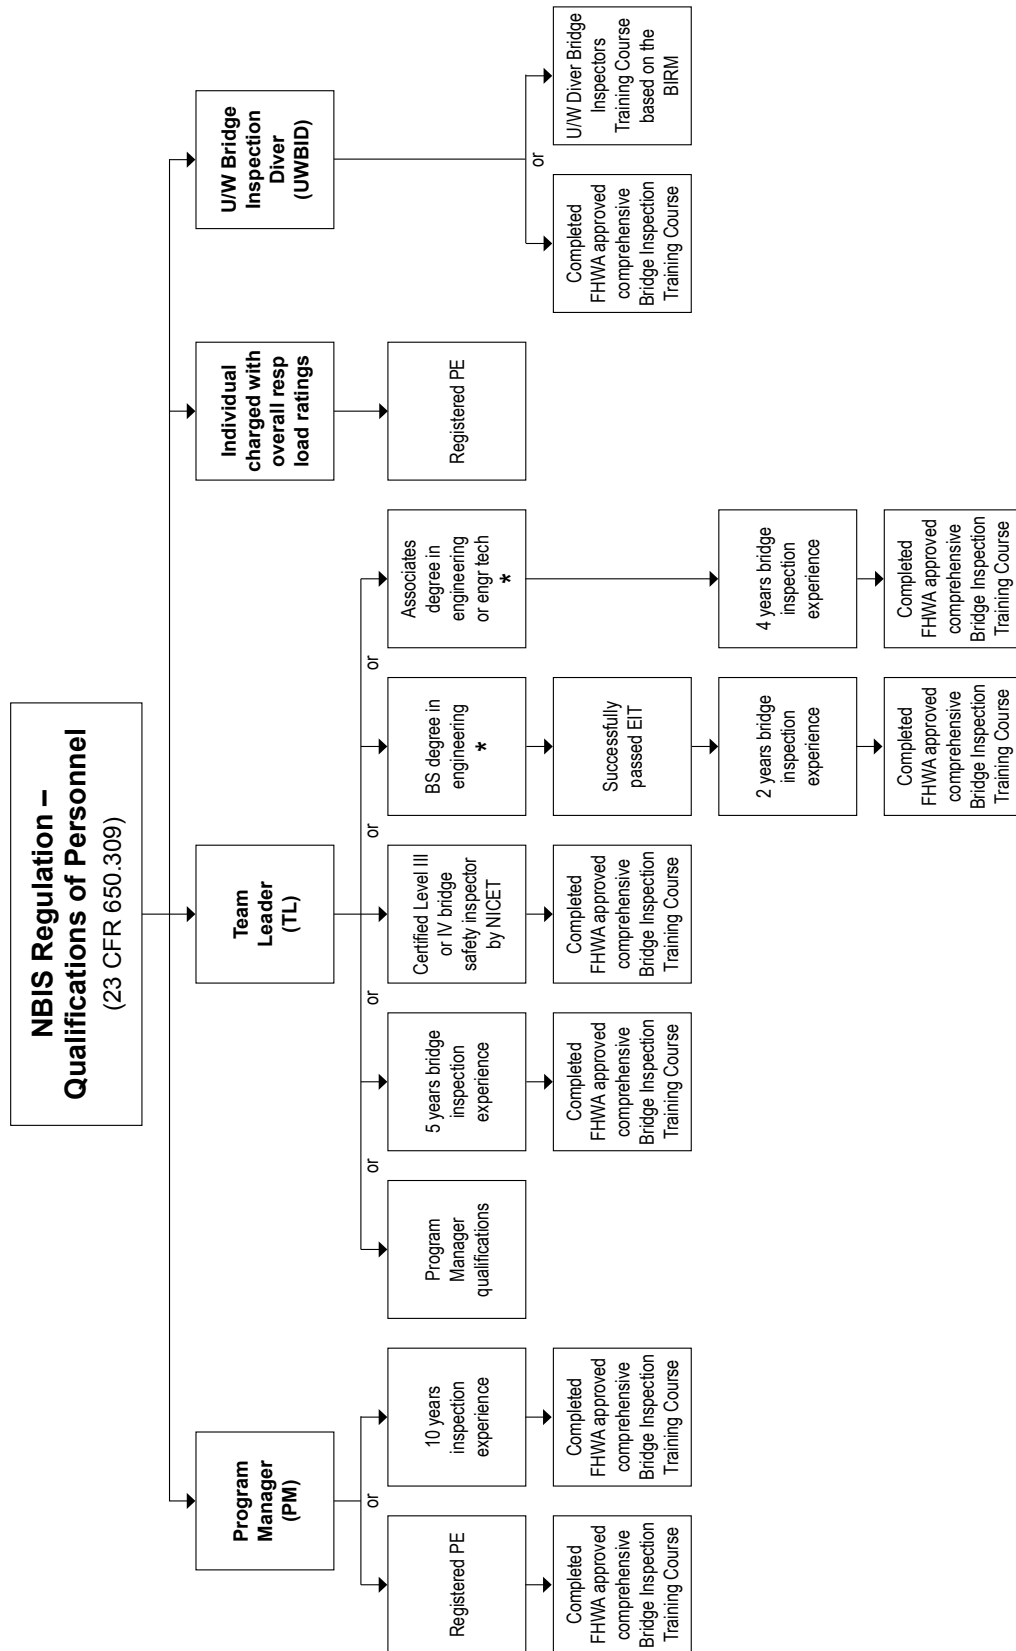 NBIS Regulation –
Qualifications of Personnel
(23 CFR 650.309)
Program
Manager
(PM)
Team
Leader
(TL)
Individual
charged with
overall resp
load ratings
U/W Bridge
Inspection
Diver
(UWBID)
or
Registered PE
Completed
FHWA approved
comprehensive
Bridge Inspection
Training Course
10 years
inspection
experience
Completed
FHWA approved
comprehensive
Bridge Inspection
Training Course
or
or
or
or
Program
Manager
qualifications
5 years bridge
inspection
experience
Completed
FHWA approved
comprehensive
Bridge Inspection
Training Course
Certified Level III
or IV bridge
safety inspector
by NICET
Completed
FHWA approved
comprehensive
Bridge Inspection
Training Course
BS degree in
engineering
*
Successfully
passed EIT
2 years bridge
inspection
experience
Completed
FHWA approved
comprehensive
Bridge Inspection
Training Course
Associates
degree in
engineering
or engr tech
*
4 years bridge
inspection
experience
Completed
FHWA approved
comprehensive
Bridge Inspection
Training Course
Registered PE
or
Completed
FHWA approved
comprehensive
Bridge Inspection
Training Course
U/W Diver Bridge
Inspectors
Training Course
based on the
BIRM